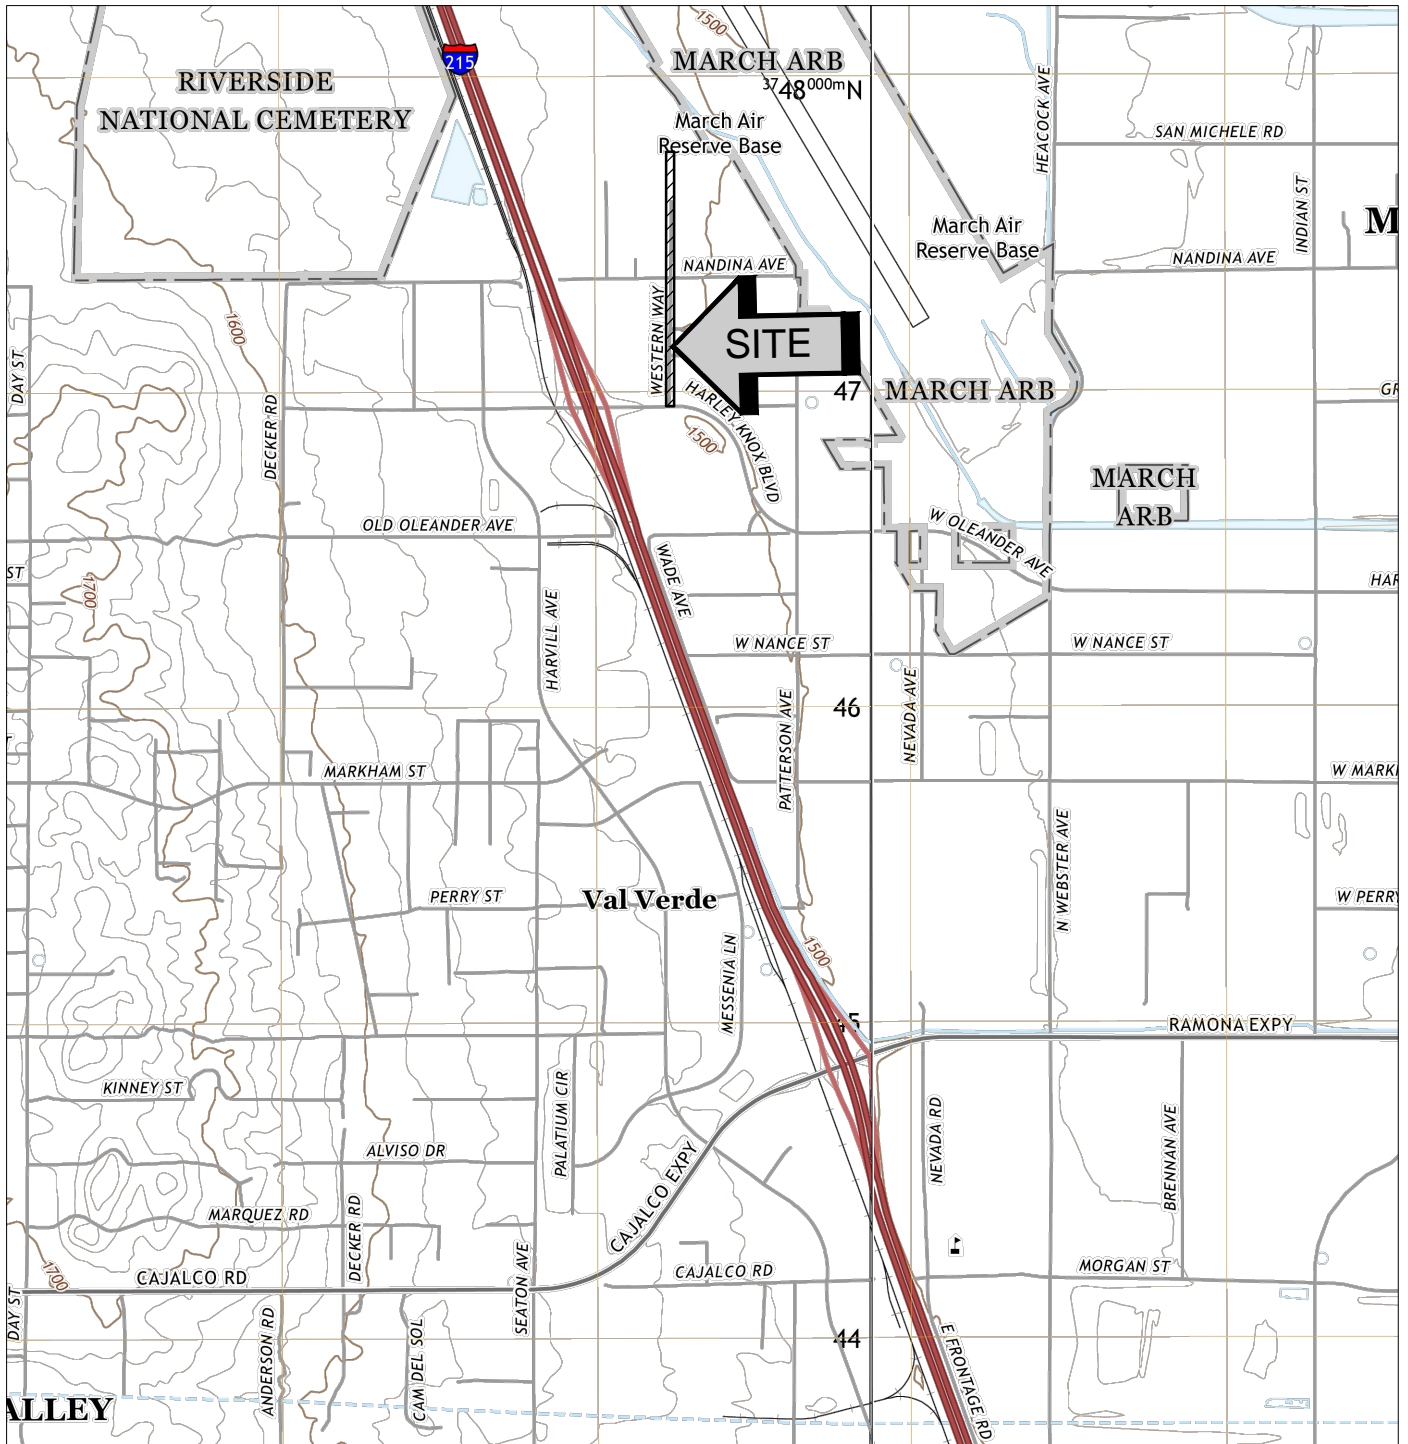 1500
215
MARCH ARB
RIVERSIDE
NATIONAL CEMETERY
3748000mN
HEACOCK AVE
March Air
Reserve Base
SAN MICHELE RD
INDIAN ST
M
March Air
Reserve Base
NANDINA AVE
NANDINA AVE
1600
WESTERN WAY
SITE
DAY ST
47
MARCH ARB
GR
DECKER RD
HARLEY KNOX BLVD
1500
MARCH
ARB
OLD OLEANDER AVE
W OLEANDER AVE
ST
1700
WADE AVE
HAR
HARVILL AVE
W NANCE ST
W NANCE ST
NEVADA AVE
46
PATTERSON AVE
MARKHAM ST
W MARK
N WEBSTER AVE
PERRY ST
Val Verde
W PERRY
1500
MESSENIA LN
45
RAMONA EXPY
KINNEY ST
PALATIUM CIR
NEVADA RD
BRENNAN AVE
ALVISO DR
CAJALCO EXPY
MARQUEZ RD
DECKER RD
1700
CAJALCO RD
SEATON AVE
CAJALCO RD
MORGAN ST
DAY ST
ANDERSON RD
CAM DEL SOL
44
E FRONTAGE RD
ALLEY